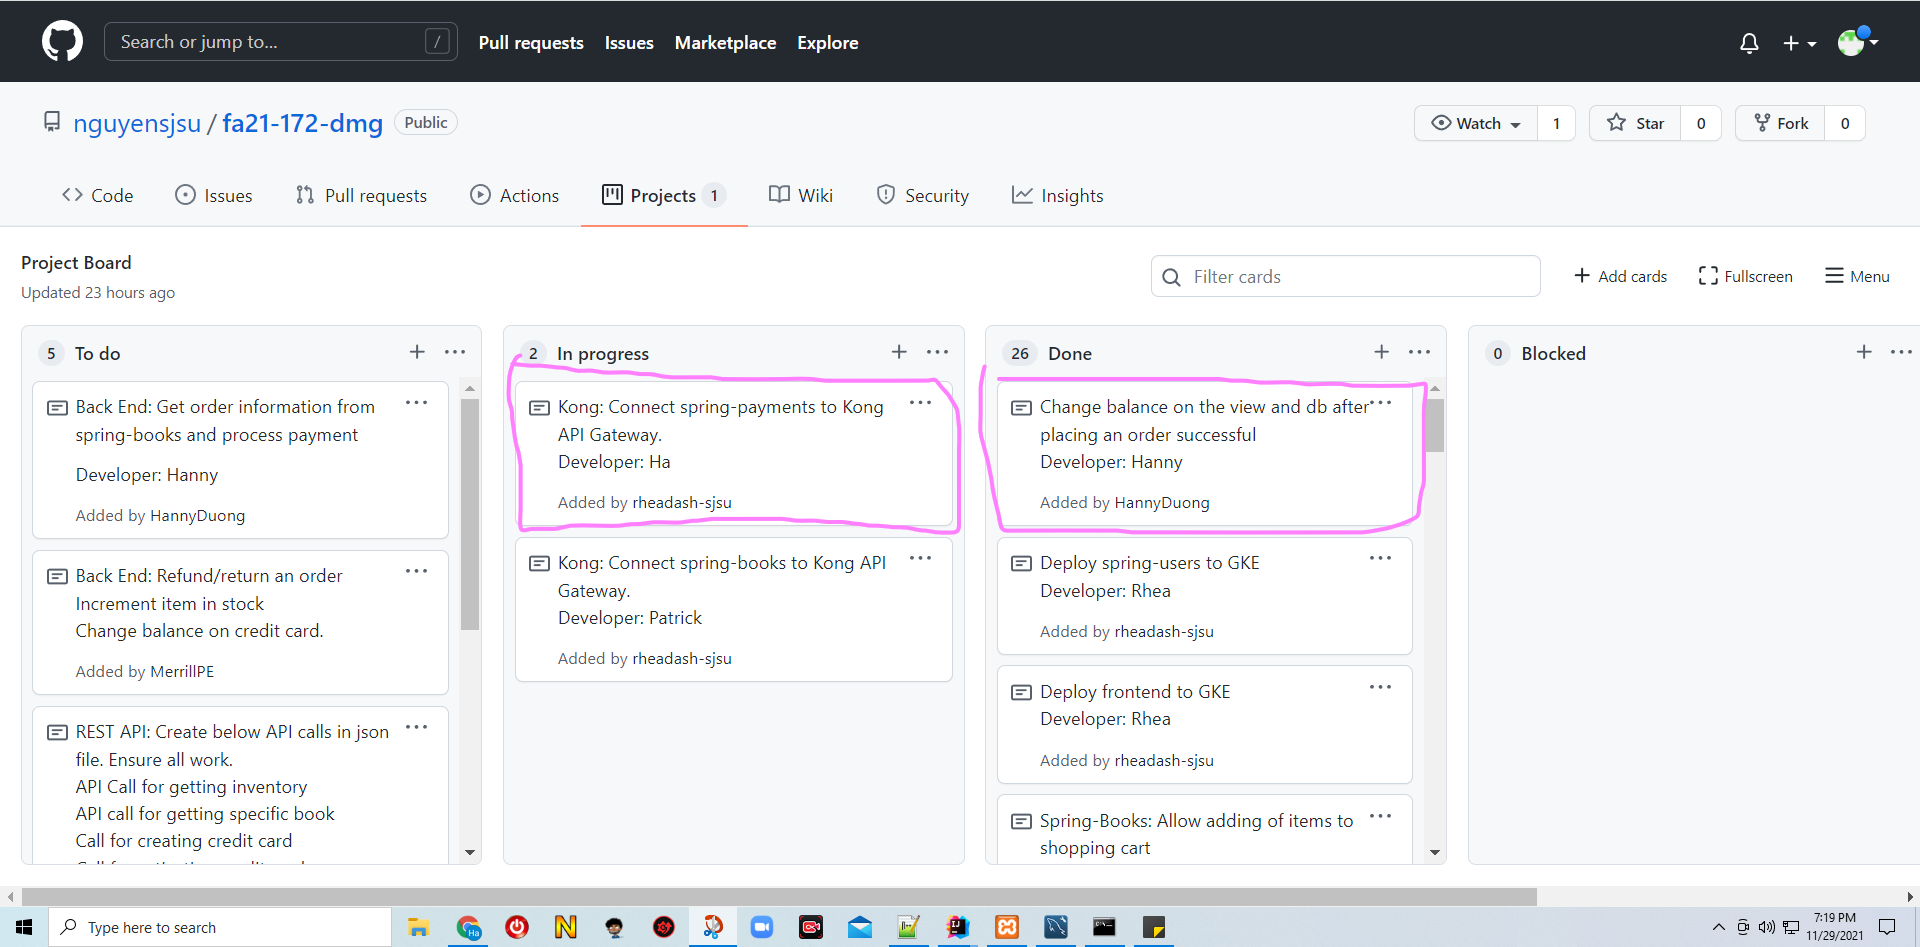 Search or jump to...
/
Pull requests
Issues
Marketplace
Explore
nguyensjsu / fa21-172-dmg
Public
Watch
1
Star
0
Fork
0
Code
Issues
Pull requests
Actions
Projects 1
Wiki
Security
Insights
Project Board
Updated 23 hours ago
Filter cards
Add cards
Fullscreen
Menu
5 To do
Back End: Get order information from
spring-books and process payment
Developer: Hanny
Added by HannyDuong
Back End: Refund/return an order
Increment item in stock
Change balance on credit card.
Added by MerrillPE
REST API: Create below API calls in json
file. Ensure all work.
API Call for getting inventory
API call for getting specific book
Call for creating credit card
2 In progress
Kong: Connect spring-payments to Kong
API Gateway.
Developer: Ha
Added by rheadash-sjsu
Kong: Connect spring-books to Kong API
Gateway.
Developer: Patrick
Added by rheadash-sjsu
26 Done
Change balance on the view and db after
placing an order successful
Developer: Hanny
Added by HannyDuong
Deploy spring-users to GKE
Developer: Rhea
Added by rheadash-sjsu
Deploy frontend to GKE
Developer: Rhea
Added by rheadash-sjsu
Spring-Books: Allow adding of items to
shopping cart
0 Blocked
Type here to search
Ha
7:19 PM
11/29/2021